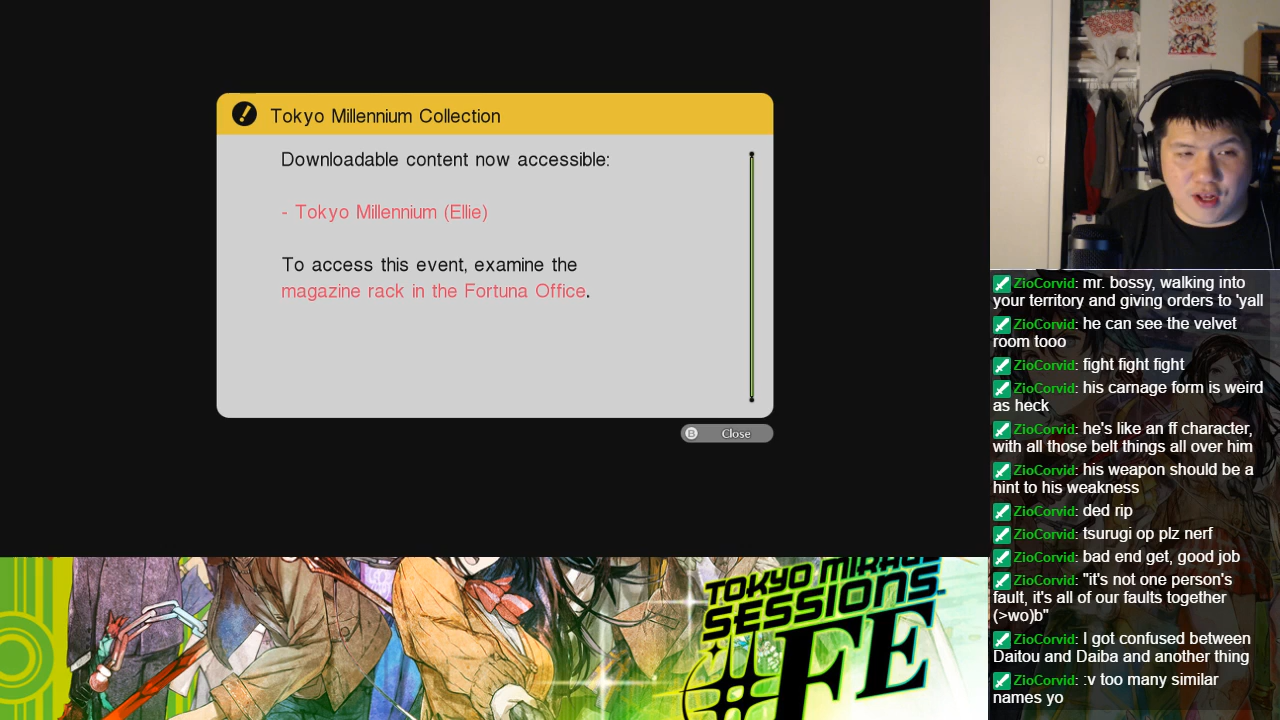 Tokyo Millennium Collection
Downloadable content now accessible:
- Tokyo Millennium (Ellie)
To access this event, examine the
magazine rack in the Fortuna Office.
B Close
TOKYO MIRAGE
SESSIONS
#FE
ZioCorvid: mr. bossy, walking into
your territory and giving orders to 'yall
ZioCorvid: he can see the velvet
room tooo
ZioCorvid: fight fight fight
ZioCorvid: his carnage form is weird
as heck
ZioCorvid: he's like an ff character,
with all those belt things all over him
ZioCorvid: his weapon should be a
hint to his weakness
ZioCorvid: ded rip
ZioCorvid: tsurugi op plz nerf
ZioCorvid: bad end get, good job
ZioCorvid: "it's not one person's
fault, it's all of our faults together
(>wo)b"
ZioCorvid: I got confused between
Daitou and Daiba and another thing
ZioCorvid: :v too many similar
names yo